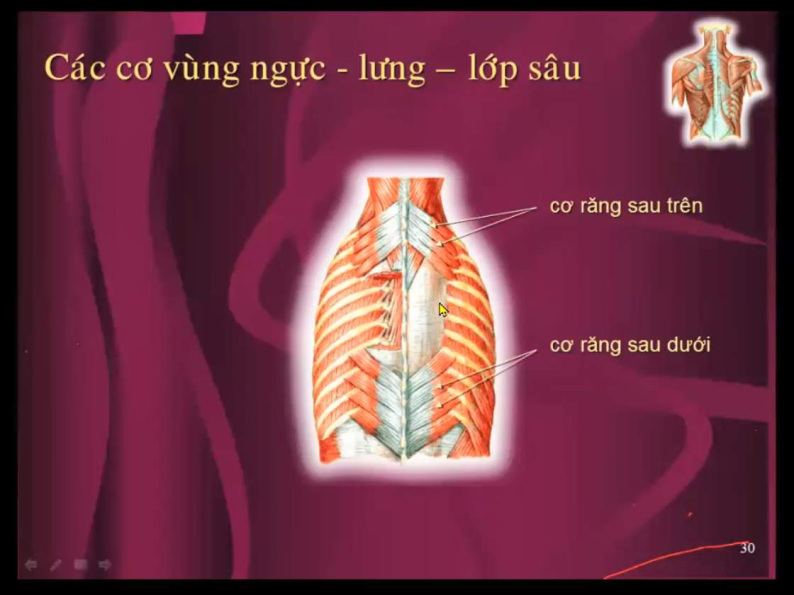 Các cơ vùng ngực - lưng – lớp sâu
cơ răng sau trên
cơ răng sau dưới
30